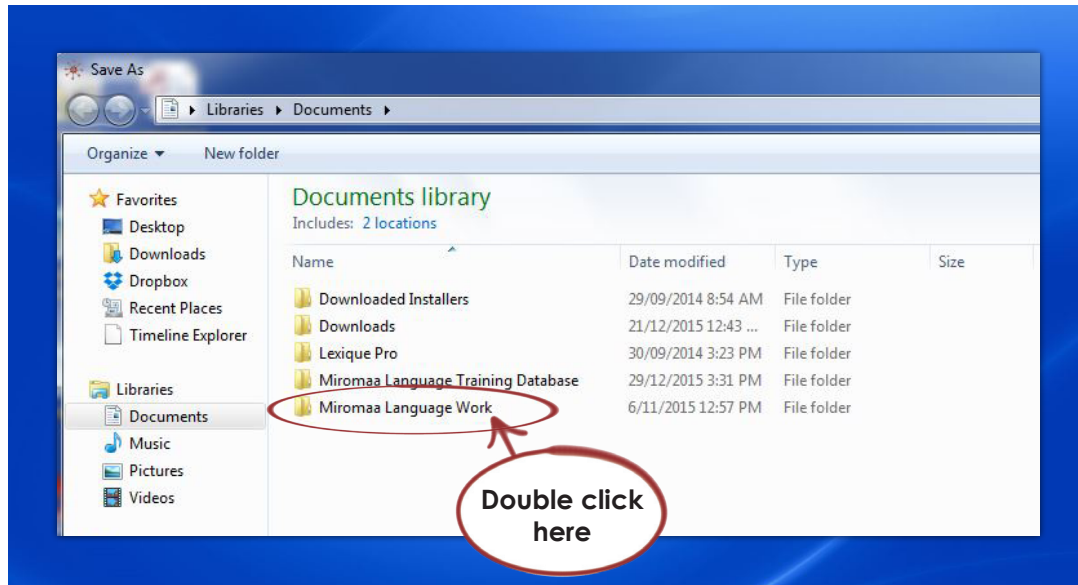 Save As
Libraries Documents
Organize New folder
Favorites
Desktop
Downloads
Dropbox
Recent Places
Timeline Explorer
Libraries
Documents
Music
Pictures
Videos
Documents library
Includes: 2 locations
Name Date modified Type Size
Downloaded Installers 29/09/2014 8:54 AM File folder
Downloads 21/12/2015 12:43 ... File folder
Lexique Pro 30/09/2014 3:23 PM File folder
Miromaa Language Training Database 29/12/2015 3:31 PM File folder
Miromaa Language Work 6/11/2015 12:57 PM File folder
Double click
here